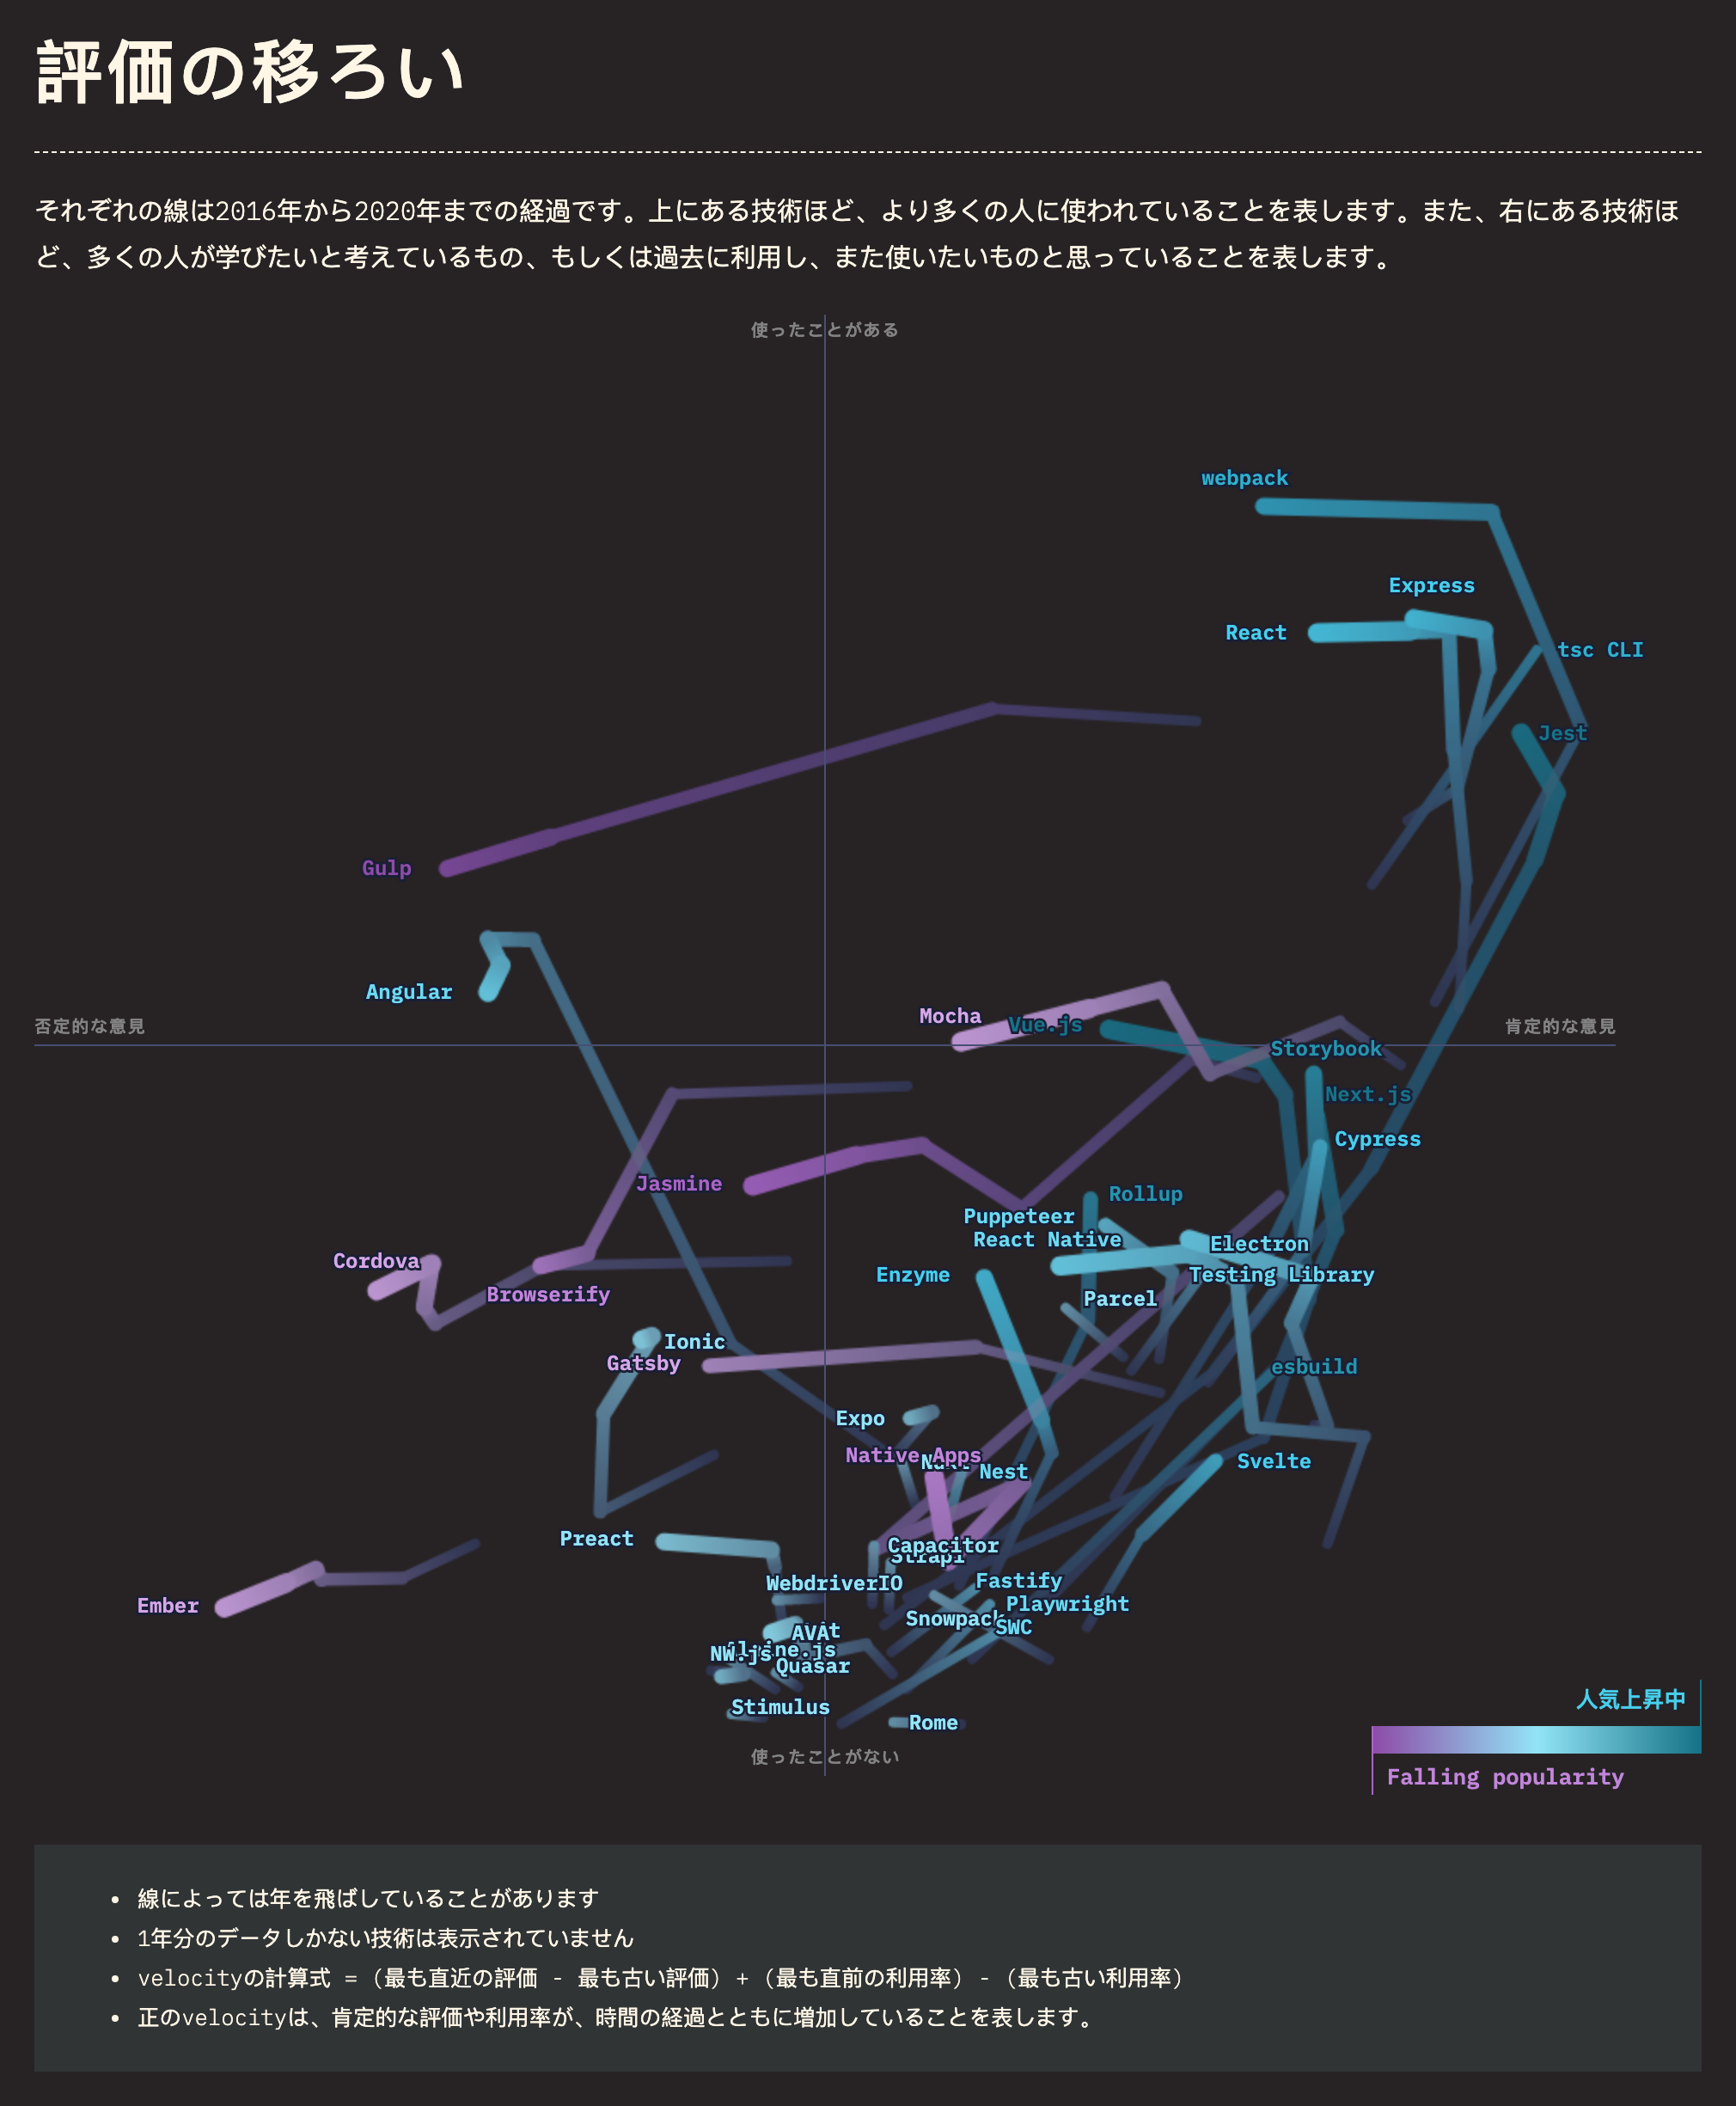 評価の移ろい
それぞれの線は2016年から2020年までの経過です。上にある技術ほど、より多くの人に使われていることを表します。また、右にある技術ほ
ど、多くの人が学びたいと考えているもの、もしくは過去に利用し、また使いたいものと思っていることを表します。
使ったことがある
webpack
Express
React
tsc CLI
Jest
Gulp
Angular
Mocha
Vue.js
否定的な意見
肯定的な意見
Storybook
Next.js
Cypress
Jasmine
Rollup
Puppeteer
React Native
Electron
Cordova
Enzyme
Testing Library
Browserify
Parcel
Ionic
Gatsby
esbuild
Expo
Native Apps
Nest
Svelte
Preact
Capacitor
Strapi
WebdriverIO
Fastify
Ember
Playwright
Snowpack
SWC
AVA
NW.js
Quasar
Stimulus
Rome
使ったことがない
人気上昇中
Falling popularity
• 線によっては年を飛ばしていることがあります
• 1年分のデータしかない技術は表示されていません
• velocityの計算式 = (最も直近の評価 - 最も古い評価) + (最も直前の利用率) - (最も古い利用率)
• 正のvelocityは、肯定的な評価や利用率が、時間の経過とともに増加していることを表します。